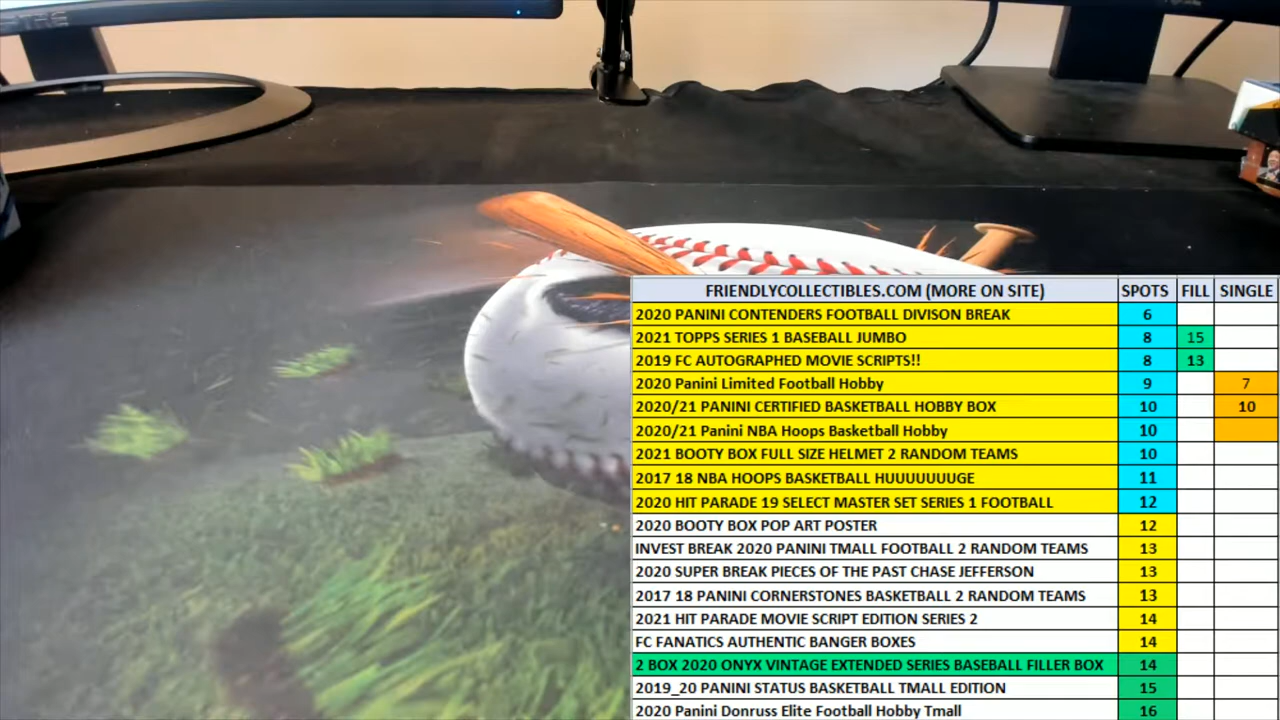 FRIENDLYCOLLECTIBLES.COM (MORE ON SITE) SPOTS FILL SINGLE
2020 PANINI CONTENDERS FOOTBALL DIVISON BREAK 6
2021 TOPPS SERIES 1 BASEBALL JUMBO 8 15
2019 FC AUTOGRAPHED MOVIE SCRIPTS!! 8 13
2020 Panini Limited Football Hobby 9 7
2020/21 PANINI CERTIFIED BASKETBALL HOBBY BOX 10 10
2020/21 Panini NBA Hoops Basketball Hobby 10
2021 BOOTY BOX FULL SIZE HELMET 2 RANDOM TEAMS 10
2017 18 NBA HOOPS BASKETBALL HUUUUUUUGE 11
2020 HIT PARADE 19 SELECT MASTER SET SERIES 1 FOOTBALL 12
2020 BOOTY BOX POP ART POSTER 12
INVEST BREAK 2020 PANINI TMALL FOOTBALL 2 RANDOM TEAMS 13
2020 SUPER BREAK PIECES OF THE PAST CHASE JEFFERSON 13
2017 18 PANINI CORNERSTONES BASKETBALL 2 RANDOM TEAMS 13
2021 HIT PARADE MOVIE SCRIPT EDITION SERIES 2 14
FC FANATICS AUTHENTIC BANGER BOXES 14
2 BOX 2020 ONYX VINTAGE EXTENDED SERIES BASEBALL FILLER BOX 14
2019_20 PANINI STATUS BASKETBALL TMALL EDITION 15
2020 Panini Donruss Elite Football Hobby Tmall 16